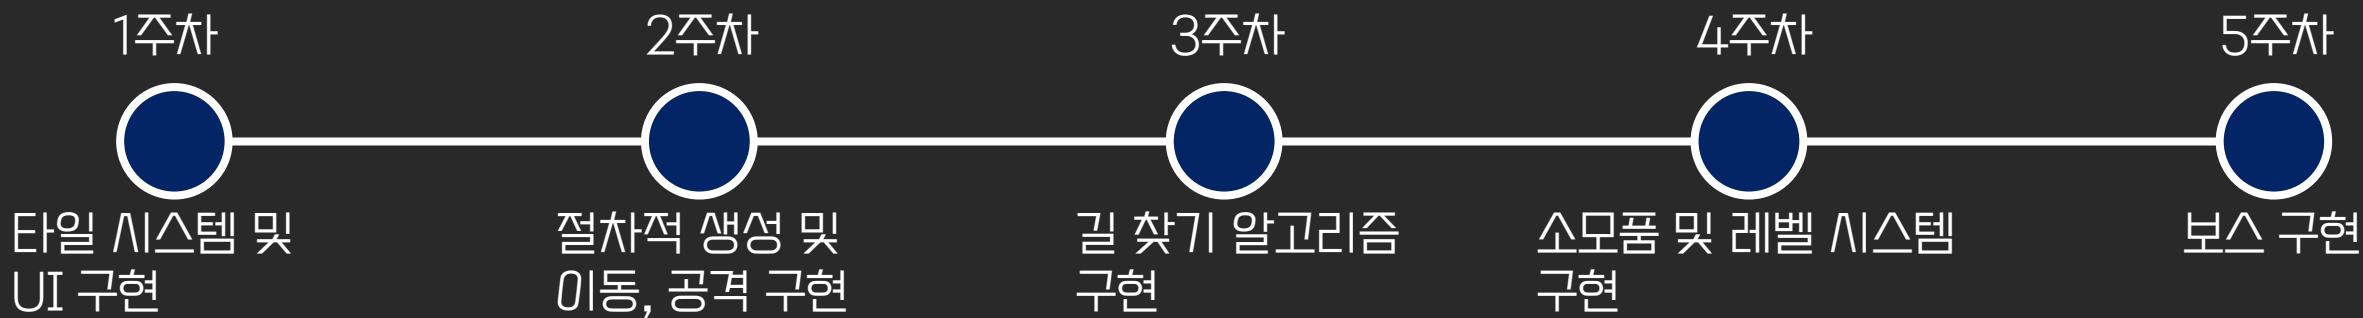 1주차
2주차
3주차
4주차
5주차
타일 시스템 및
UI 구현
절차적 생성 및
이동, 공격 구현
길 찾기 알고리즘
구현
소모품 및 레벨 시스템
구현
보스 구현